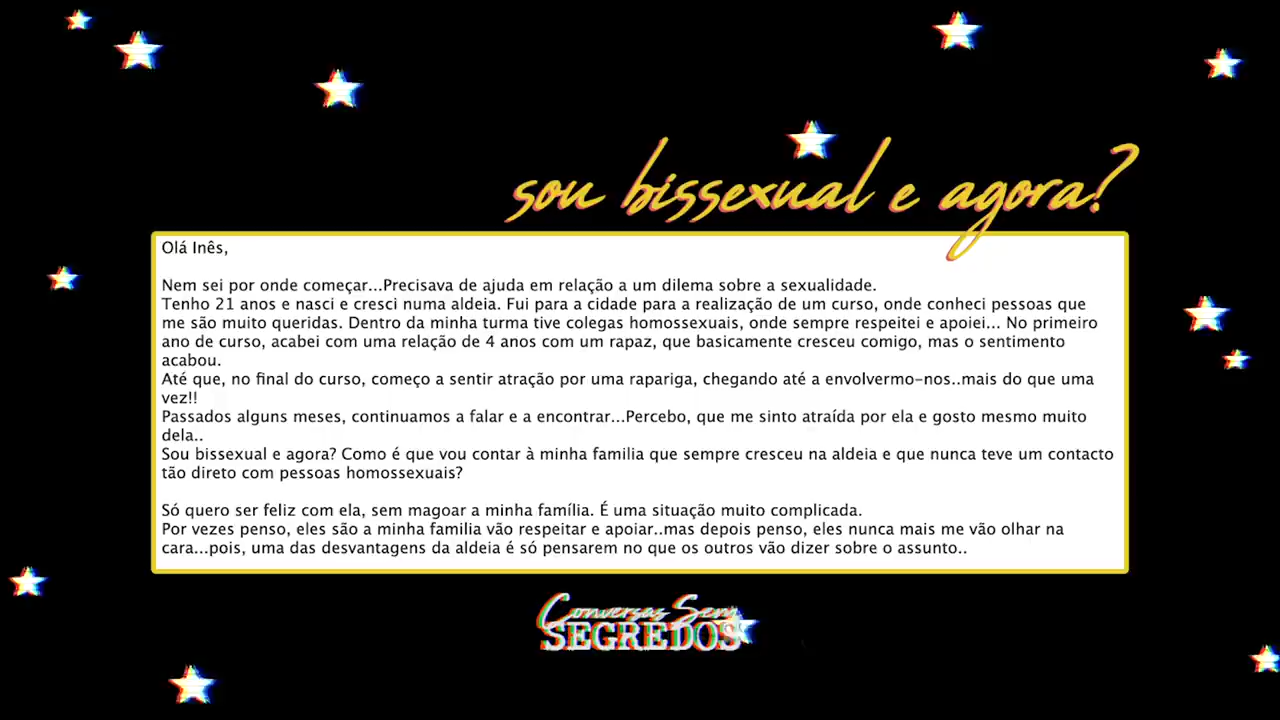 sou bissexual e agora?
Olá Inês,
Nem sei por onde começar...Precisava de ajuda em relação a um dilema sobre a sexualidade.
Tenho 21 anos e nasci e cresci numa aldeia. Fui para a cidade para a realização de um curso, onde conheci pessoas que
me são muito queridas. Dentro da minha turma tive colegas homossexuais, onde sempre respeitei e apoiei... No primeiro
ano de curso, acabei com uma relação de 4 anos com um rapaz, que basicamente cresceu comigo, mas o sentimento
acabou.
Até que, no final do curso, começo a sentir atração por uma rapariga, chegando até a envolvermo-nos..mais do que uma
vez!!
Passados alguns meses, continuamos a falar e a encontrar...Percebo, que me sinto atraída por ela e gosto mesmo muito
dela..
Sou bissexual e agora? Como é que vou contar à minha familia que sempre cresceu na aldeia e que nunca teve um contacto
tão direto com pessoas homossexuais?
Só quero ser feliz com ela, sem magoar a minha família. É uma situação muito complicada.
Por vezes penso, eles são a minha familia vão respeitar e apoiar..mas depois penso, eles nunca mais me vão olhar na
cara...pois, uma das desvantagens da aldeia é só pensarem no que os outros vão dizer sobre o assunto..
Conversas Sem
SEGREDOS